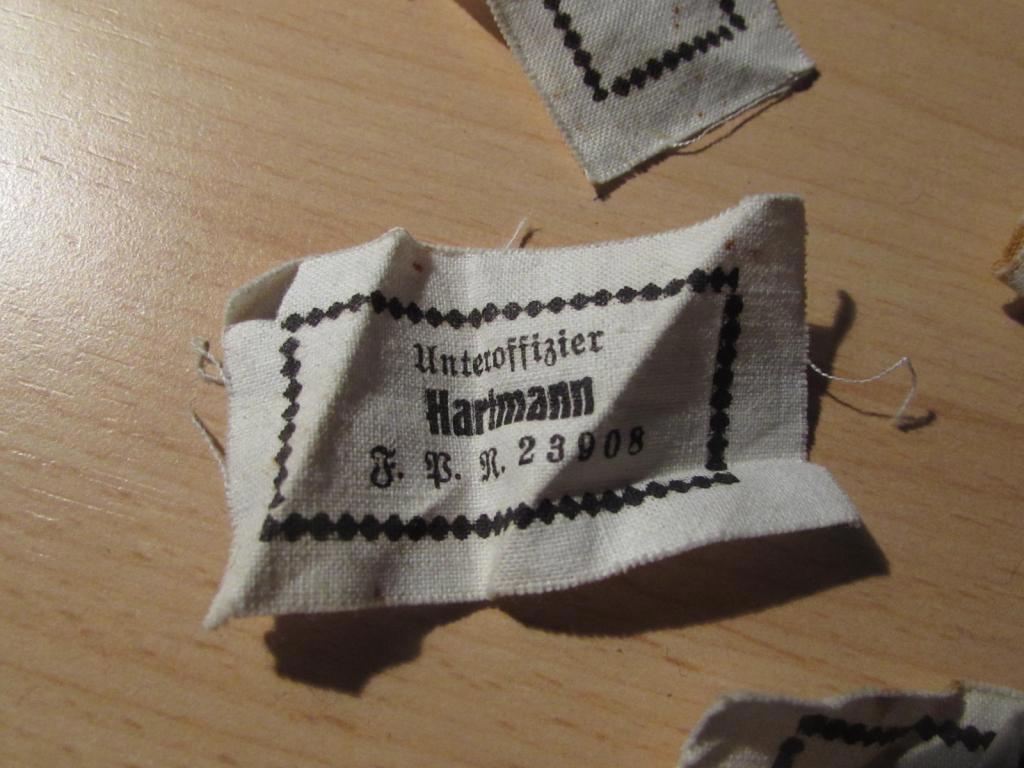 Unteroffizier
Hartmann
F. P. N. 23908